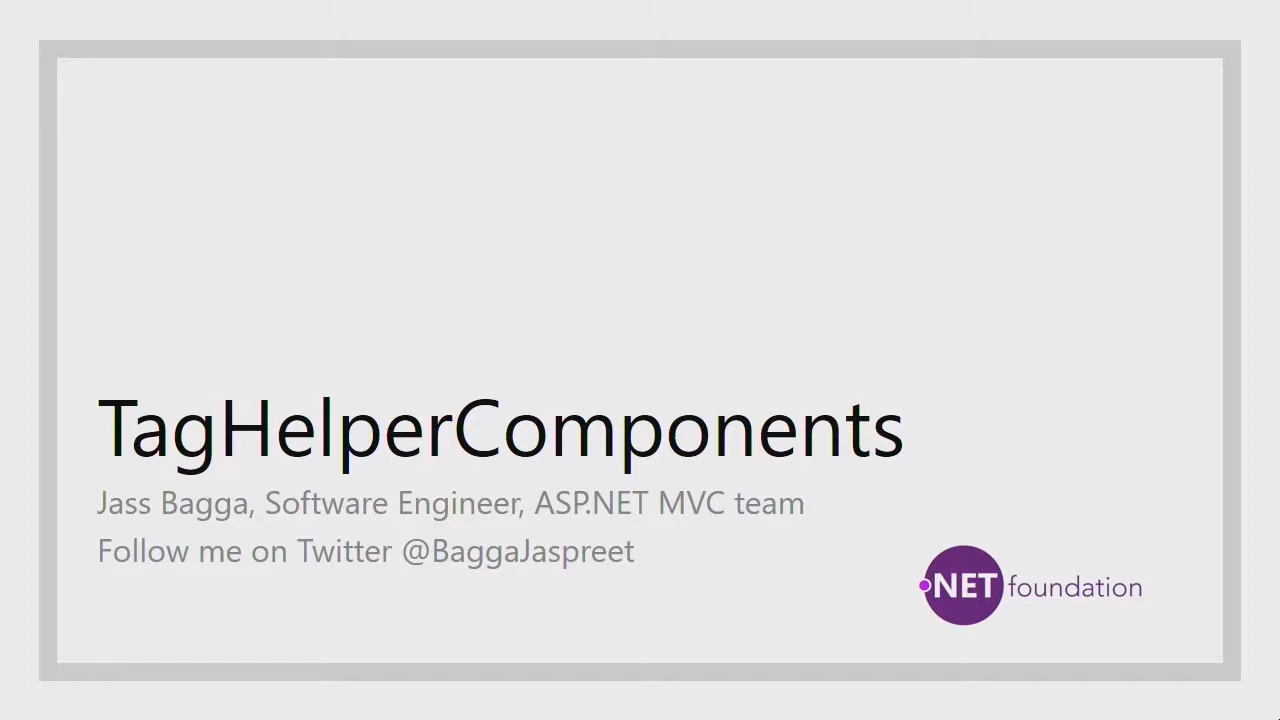 TagHelperComponents
Jass Bagga, Software Engineer, ASP.NET MVC team
Follow me on Twitter @BaggaJaspreet
.NET foundation